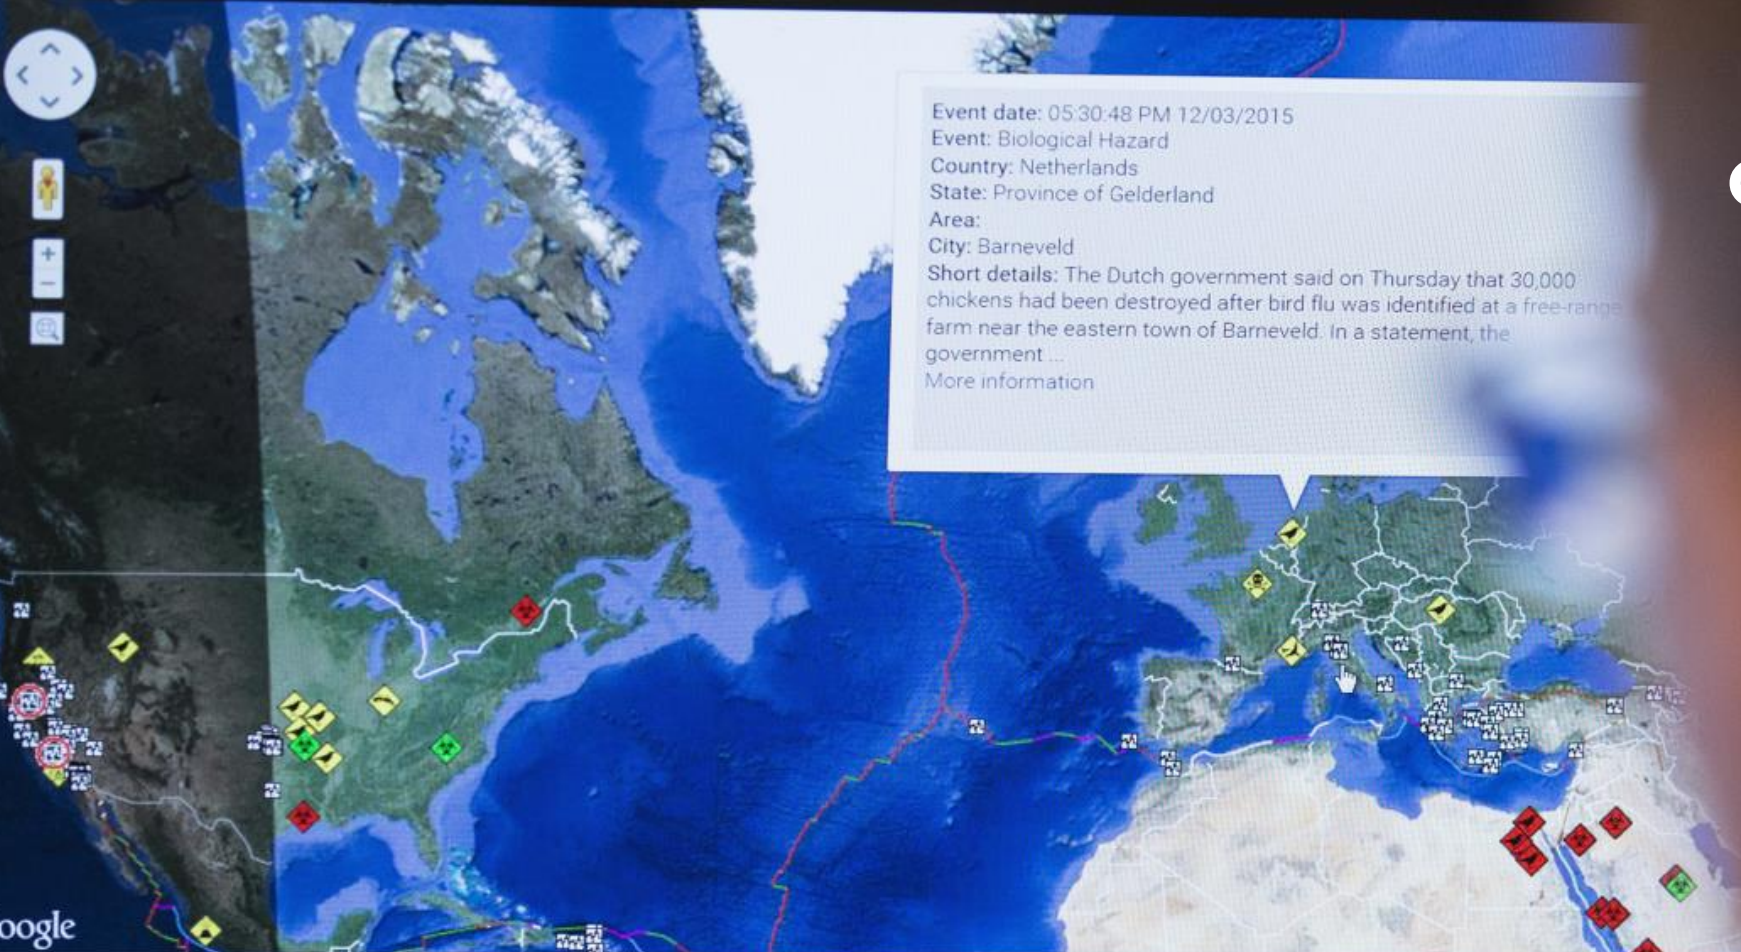 Event date: 05:30:48 PM 12/03/2015
Event: Biological Hazard
Country: Netherlands
State: Province of Gelderland
Area:
City: Barneveld
Short details: The Dutch government said on Thursday that 30,000
chickens had been destroyed after bird flu was identified at a free-range
farm near the eastern town of Barneveld. In a statement, the
government ...
More information
oogle